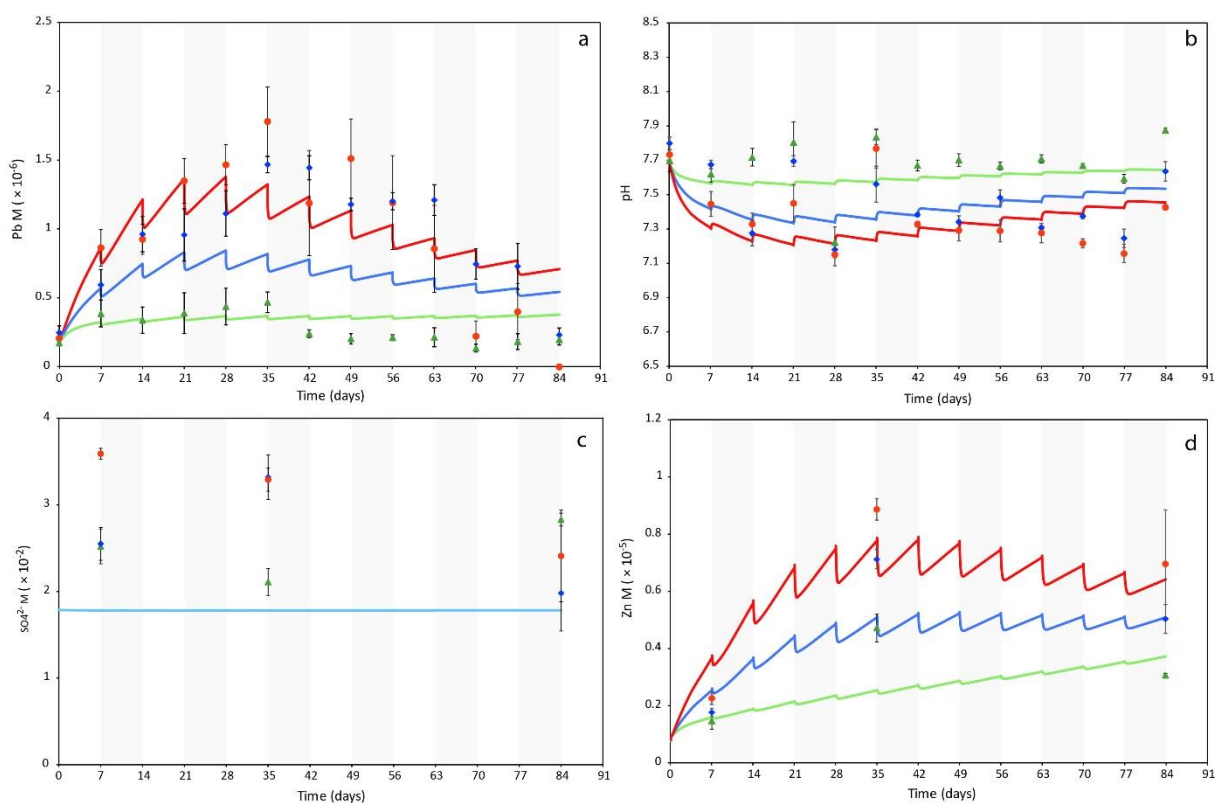 a
Pb M ( × 10⁻⁶)
2.5
2
1.5
1
0.5
0
0 7 14 21 28 35 42 49 56 63 70 77 84 91
Time (days)
b
pH
8.5
8.3
8.1
7.9
7.7
7.5
7.3
7.1
6.9
6.7
6.5
0 7 14 21 28 35 42 49 56 63 70 77 84 91
Time (days)
c
so4²⁻ M ( × 10⁻²)
4
3
2
1
0
0 7 14 21 28 35 42 49 56 63 70 77 84 91
Time (days)
d
Zn M ( × 10⁻⁵)
1.2
1
0.8
0.6
0.4
0.2
0
0 7 14 21 28 35 42 49 56 63 70 77 84 91
Time (days)